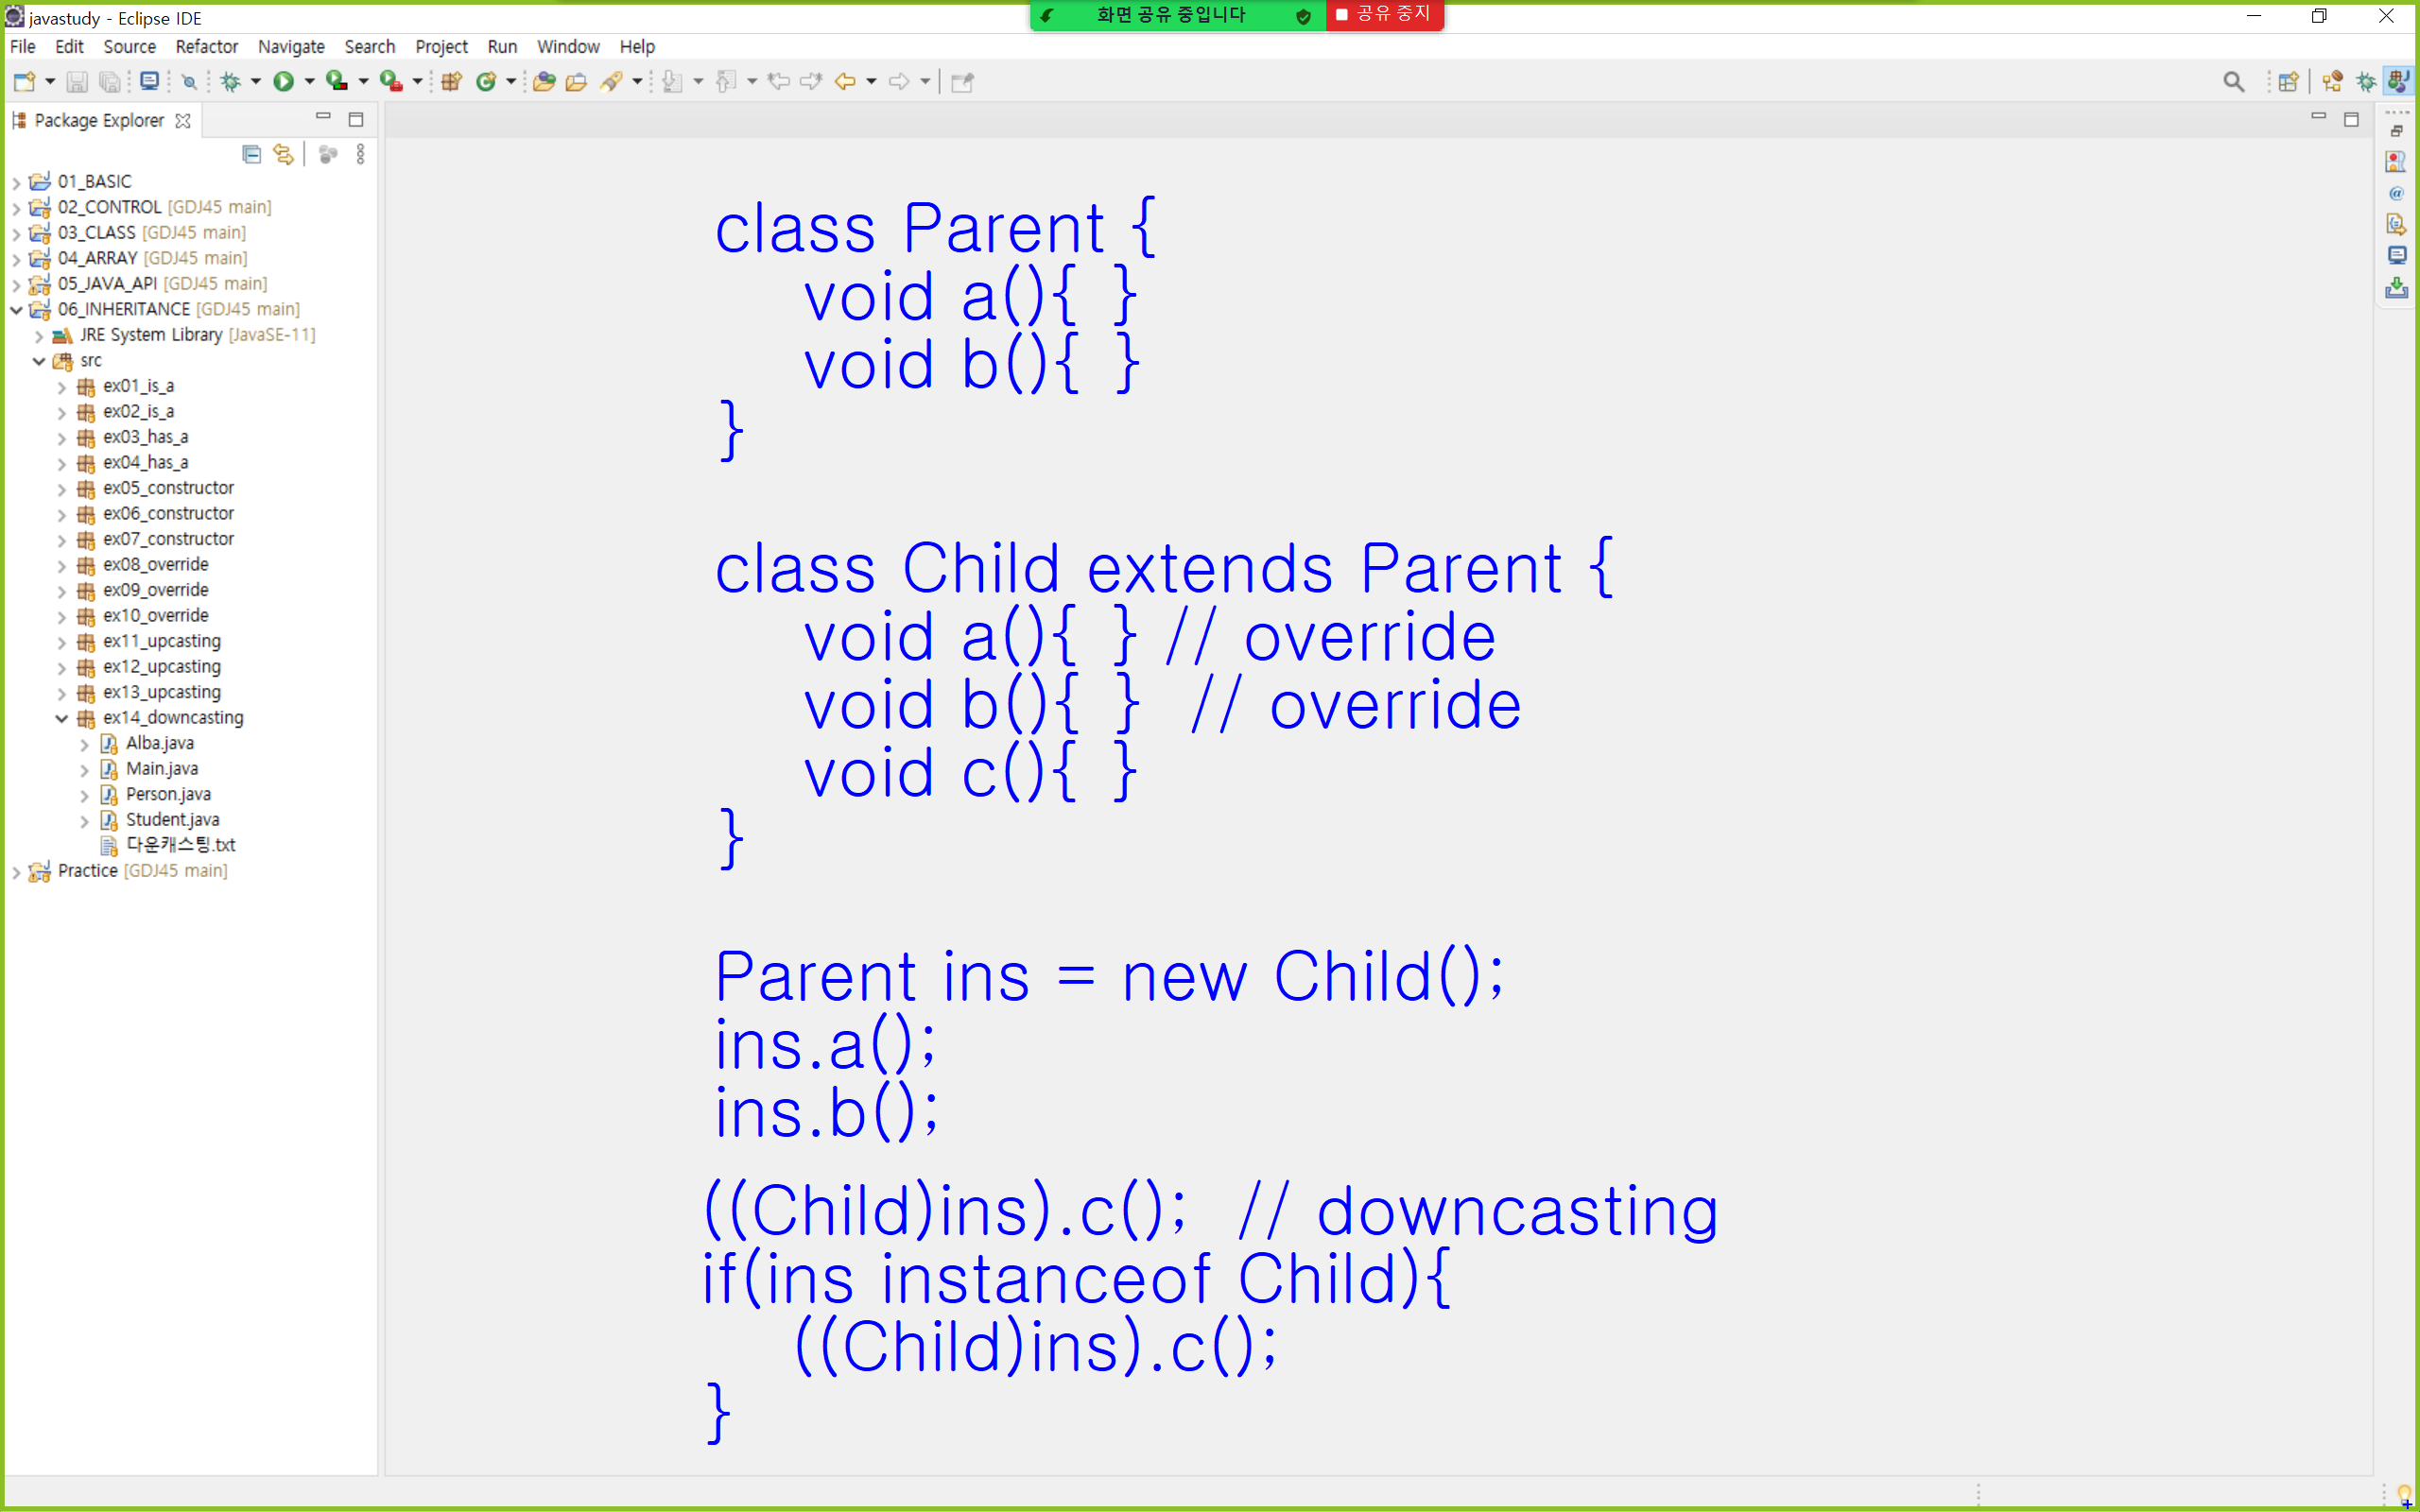 javastudy - Eclipse IDE
화면 공유 중입니다
공유 중지
File Edit Source Refactor Navigate Search Project Run Window Help
Package Explorer
01_BASIC
02_CONTROL [GDJ45 main]
03_CLASS [GDJ45 main]
04_ARRAY [GDJ45 main]
05_JAVA_API [GDJ45 main]
06_INHERITANCE [GDJ45 main]
JRE System Library [JavaSE-11]
src
ex01_is_a
ex02_is_a
ex03_has_a
ex04_has_a
ex05_constructor
ex06_constructor
ex07_constructor
ex08_override
ex09_override
ex10_override
ex11_upcasting
ex12_upcasting
ex13_upcasting
ex14_downcasting
Alba.java
Main.java
Person.java
Student.java
다운캐스팅.txt
Practice [GDJ45 main]
class Parent {
void a(){ }
void b(){ }
}
class Child extends Parent {
void a(){ } // override
void b(){ } // override
void c(){ }
}
Parent ins = new Child();
ins.a();
ins.b();
((Child)ins).c(); // downcasting
if(ins instanceof Child){
((Child)ins).c();
}